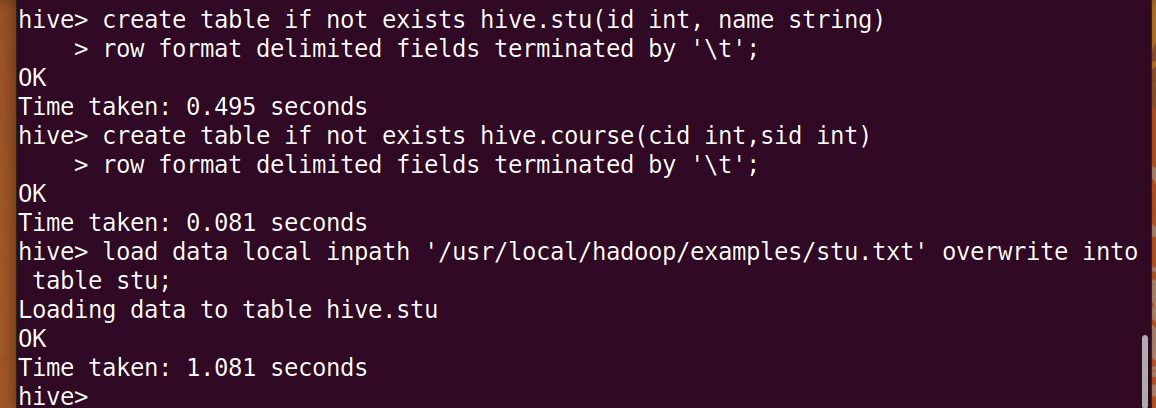 hive> create table if not exists hive.stu(id int, name string)
    > row format delimited fields terminated by '\t';
OK
Time taken: 0.495 seconds
hive> create table if not exists hive.course(cid int,sid int)
    > row format delimited fields terminated by '\t';
OK
Time taken: 0.081 seconds
hive> load data local inpath '/usr/local/hadoop/examples/stu.txt' overwrite into
 table stu;
Loading data to table hive.stu
OK
Time taken: 1.081 seconds
hive>